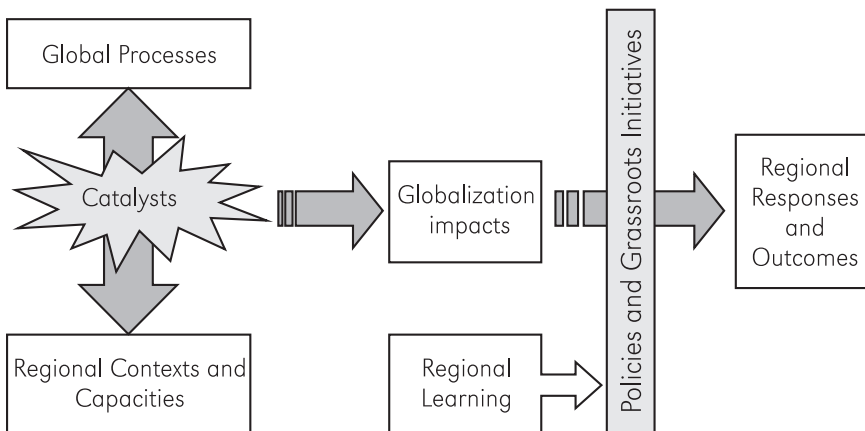 Global Processes
Catalysts
Regional Contexts and
Capacities
Globalization
impacts
Regional
Learning
Policies and Grassroots Initiatives
Regional
Responses
and
Outcomes